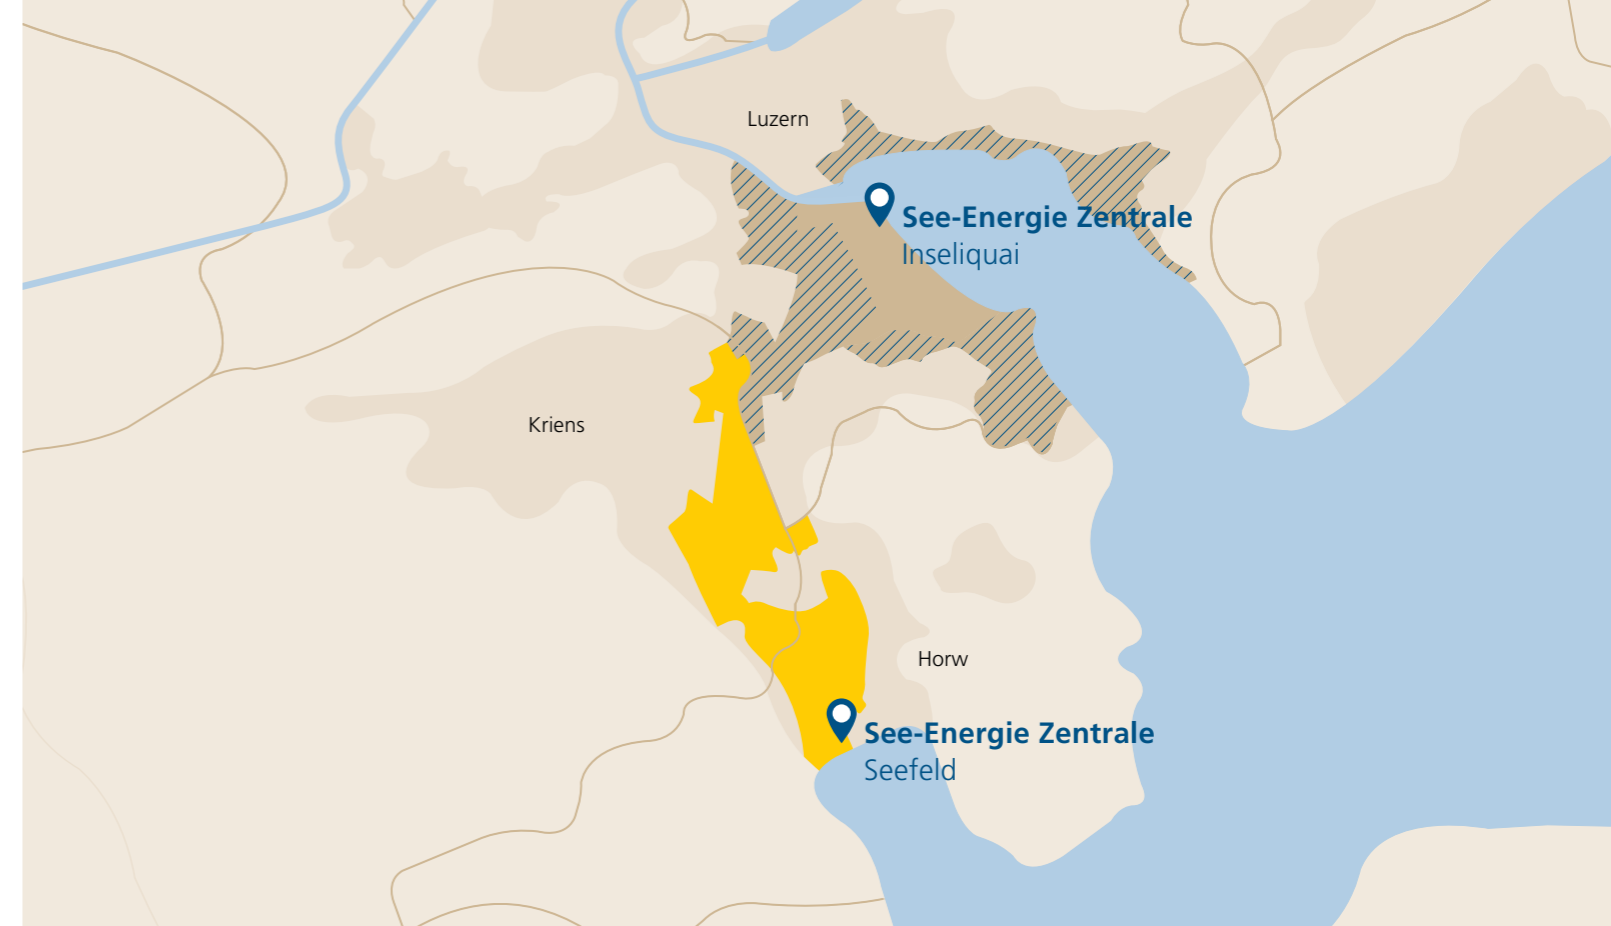 Luzern
See-Energie Zentrale
Inseliquai
Kriens
Horw
See-Energie Zentrale
Seefeld